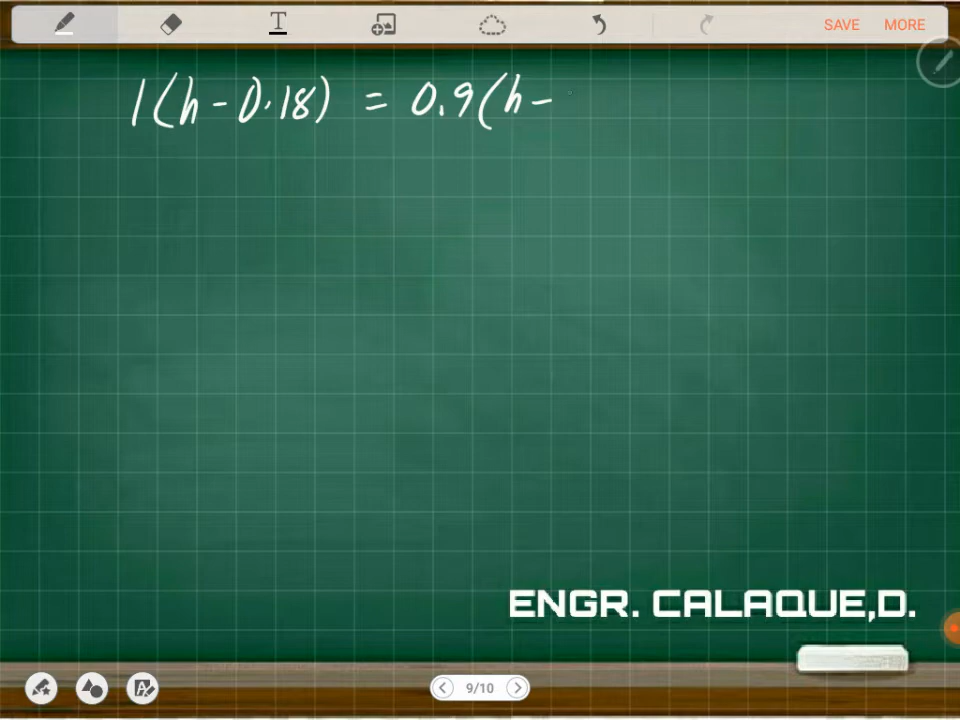 T
SAVE MORE
1(h - 0.18) = 0.9(h -
ENGR. CALAQUE,D.
9/10